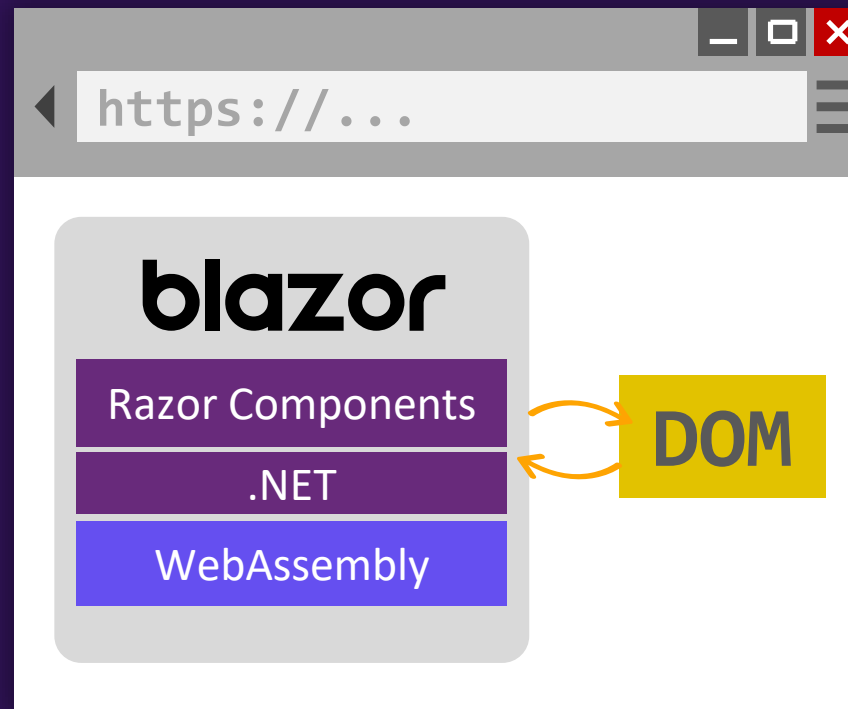 https://...
blazor
Razor Components
.NET
WebAssembly
DOM